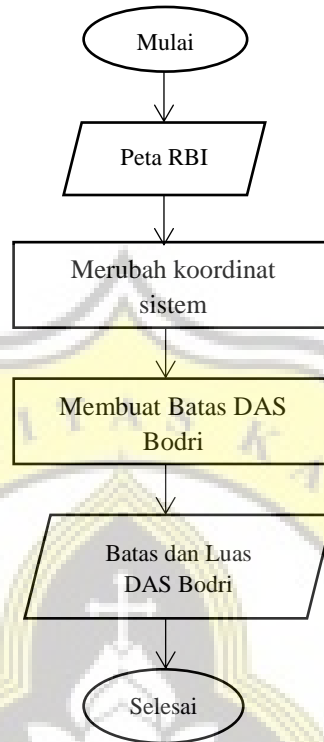 Mulai
Peta RBI
Merubah koordinat
sistem
Membuat Batas DAS
Bodri
I T A S K A
Batas dan Luas
DAS Bodri
Selesai